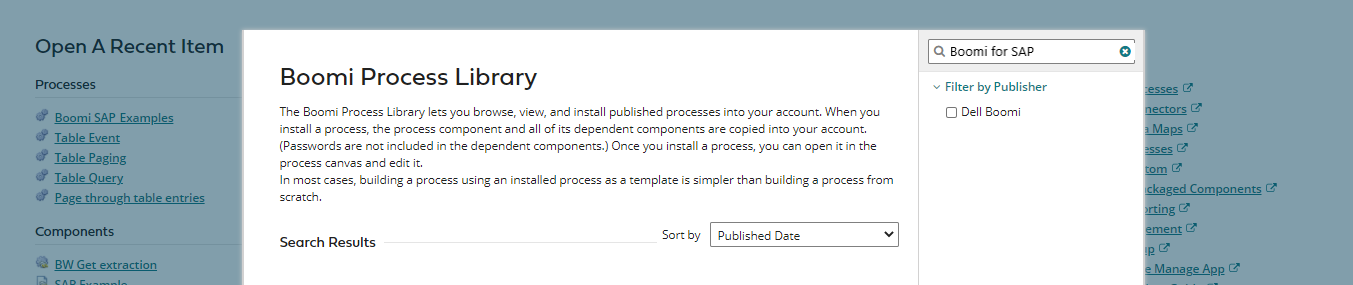 Open A Recent Item
Processes
Boomi SAP Examples
Table Event
Table Paging
Table Query
Page through table entries
Components
BW Get extraction
SAP Example
Boomi Process Library
The Boomi Process Library lets you browse, view, and install published processes into your account. When you
install a process, the process component and all of its dependent components are copied into your account.
(Passwords are not included in the dependent components.) Once you install a process, you can open it in the
process canvas and edit it.
In most cases, building a process using an installed process as a template is simpler than building a process from
scratch.
Search Results
Sort by
Published Date
Boomi for SAP
Filter by Publisher
Dell Boomi
cesses
nnectors
Maps
esses
tom
ckaged Components
orting
ement
up
e Manage App